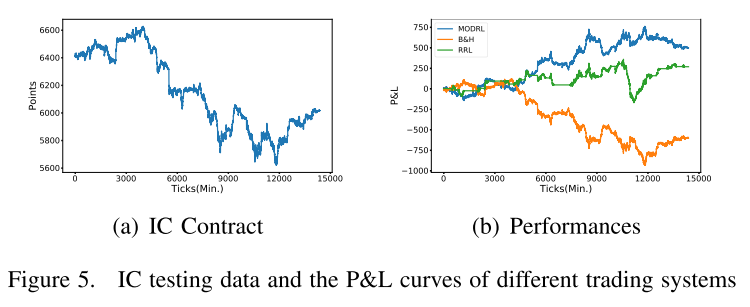 6600
6400
6200
6000
5800
5600
Points
0 3000 6000 9000 12000 15000
Ticks(Min.)
(a) IC Contract
750
500
250
0
−250
−500
−750
−1000
P&L
MODRL
B&H
RRL
0 3000 6000 9000 12000 15000
Ticks(Min.)
(b) Performances
Figure 5. IC testing data and the P&L curves of different trading systems